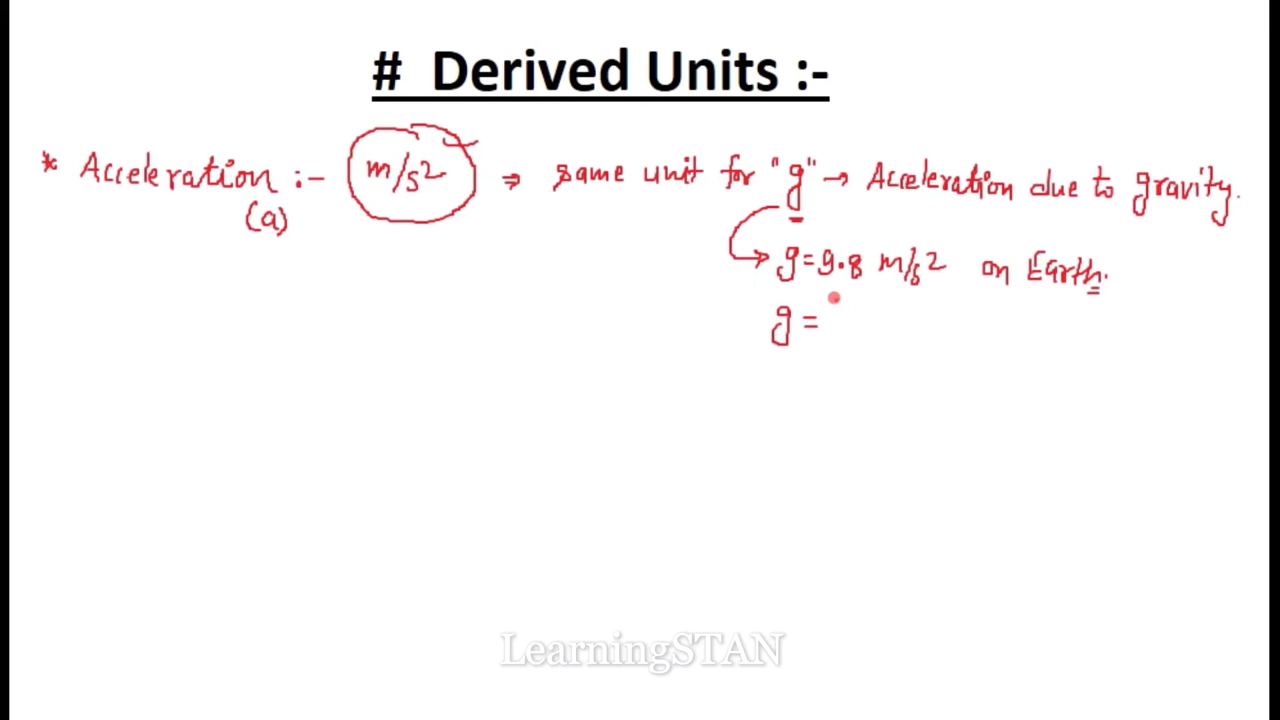 # Derived Units :-
* Acceleration :- m/s2 ⇒ same unit for "g" → Acceleration due to gravity.
(a)
g = 9.8 m/s2 on Earth.
g =
LearningSTAN